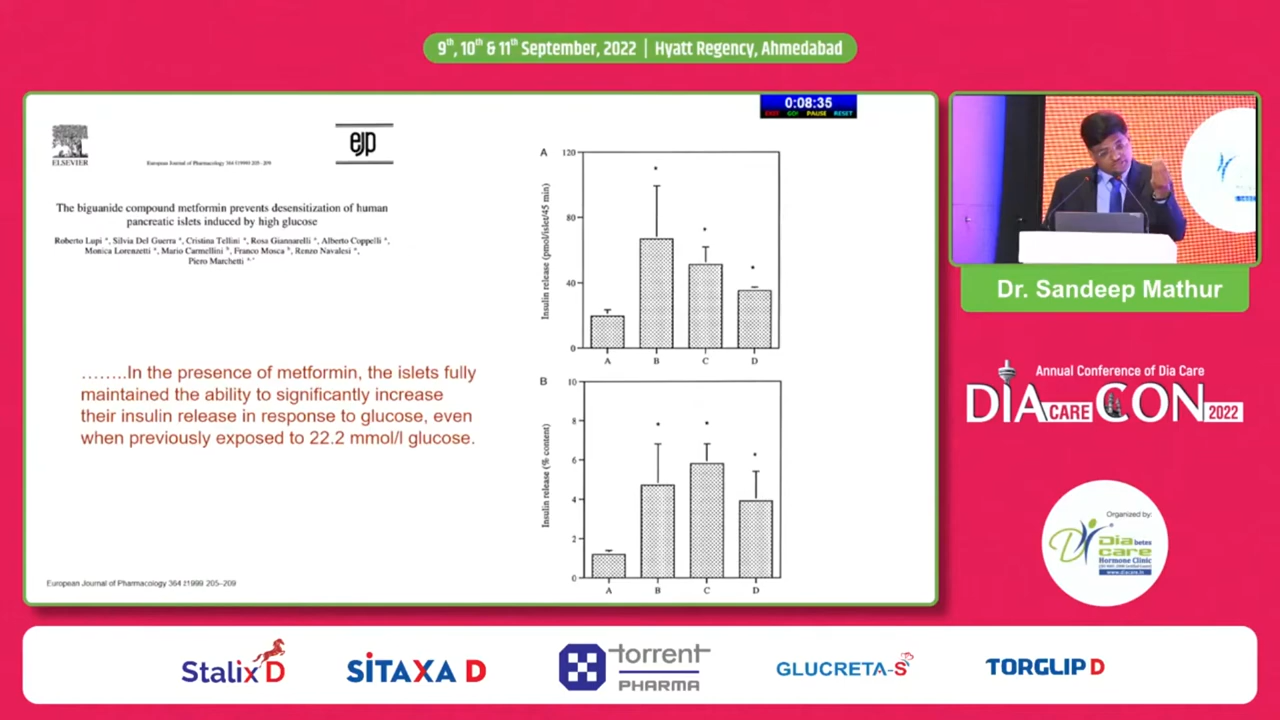 9th, 10th & 11th September, 2022 | Hyatt Regency, Ahmedabad
0:08:35
EXIT GO! PAUSE RESET
ELSEVIER
European Journal of Pharmacology 364 (1999) 205–209
ejp
The biguanide compound metformin prevents desensitization of human
pancreatic islets induced by high glucose
Roberto Lupi a, Silvia Del Guerra a, Cristina Tellini a, Rosa Giannarelli a, Alberto Coppelli a,
Monica Lorenzetti a, Mario Carmellini b, Franco Mosca b, Renzo Navalesi a,
Piero Marchetti a,*
........In the presence of metformin, the islets fully
maintained the ability to significantly increase
their insulin release in response to glucose, even
when previously exposed to 22.2 mmol/l glucose.
European Journal of Pharmacology 364 Ž1999 205–209
A
Insulin release (pmol/islet/45 min)
120
80
40
0
A B C D
B
Insulin release (% content)
10
8
6
4
2
0
A B C D
Dr. Sandeep Mathur
Annual Conference of Dia Care
DIA CARE CON 2022
Organized by:
Diabetes
care
Hormone Clinic
www.diacare.in
Stalix D
SITAXA D
torrent
PHARMA
GLUCRETA-S
TORGLIP D